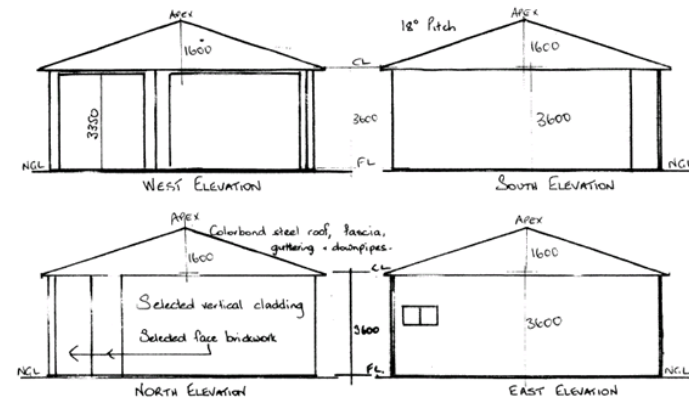 APEX
1600
3350
NGL
WEST ELEVATION
APEX
18° Pitch
1600
CL
3600
3600
FL
NGL
SOUTH ELEVATION
APEX
Colorbond steel roof, fascia,
guttering + downpipes.
1600
Selected vertical cladding
Selected face brickwork
NGL
NORTH ELEVATION
APEX
1600
CL
3600
3600
FL
NGL
EAST ELEVATION